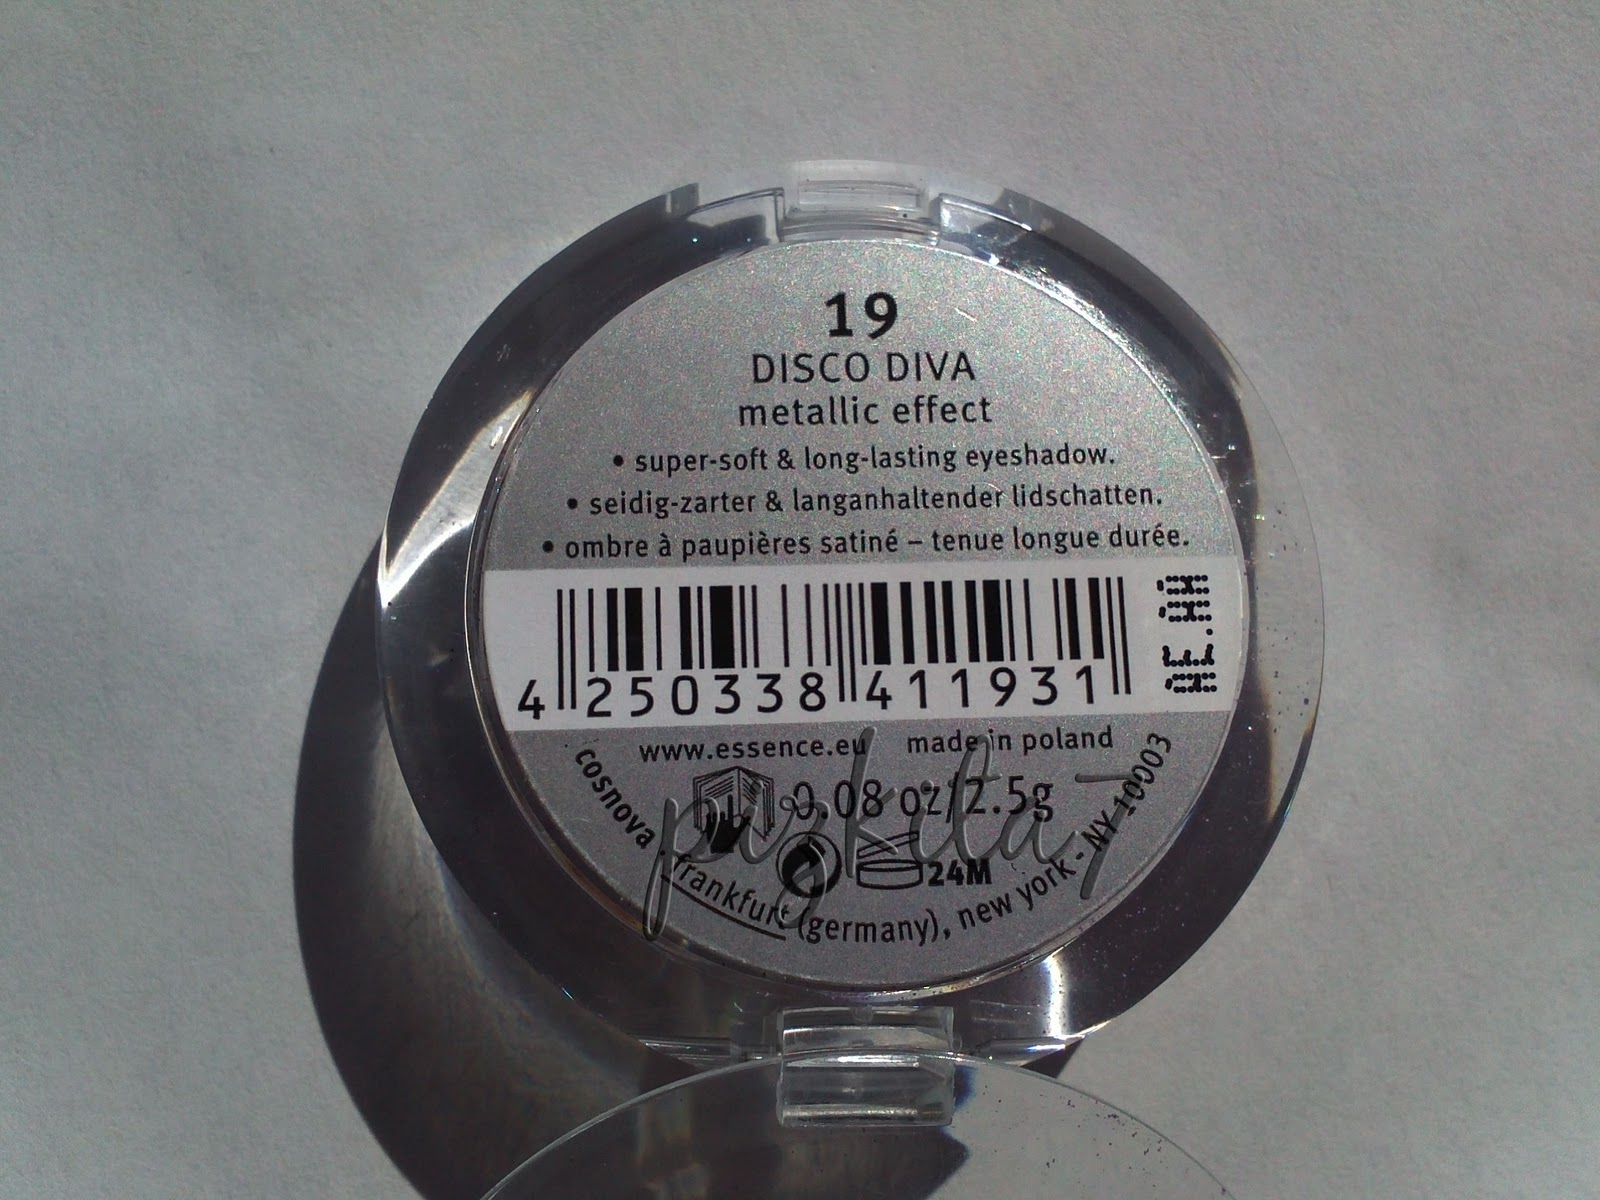 19
DISCO DIVA
metallic effect
• super-soft & long-lasting eyeshadow.
• seidig-zarter & langanhaltender lidschatten.
• ombre à paupières satiné – tenue longue durée.
4 250338 411931
www.essence.eu made in poland
0.08 oz/2.5g
24M
cosnova · frankfurt (germany), new york - NY 10003